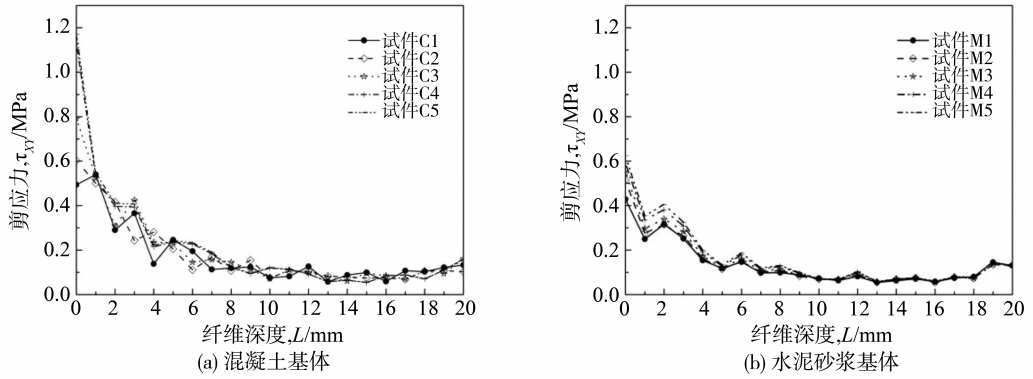 1.2
1.0
0.8
0.6
0.4
0.2
0.0
剪应力,τXY/MPa
试件C1
试件C2
试件C3
试件C4
试件C5
0 2 4 6 8 10 12 14 16 18 20
纤维深度,L/mm
(a) 混凝土基体
1.2
1.0
0.8
0.6
0.4
0.2
0.0
剪应力,τXY/MPa
试件M1
试件M2
试件M3
试件M4
试件M5
0 2 4 6 8 10 12 14 16 18 20
纤维深度,L/mm
(b) 水泥砂浆基体